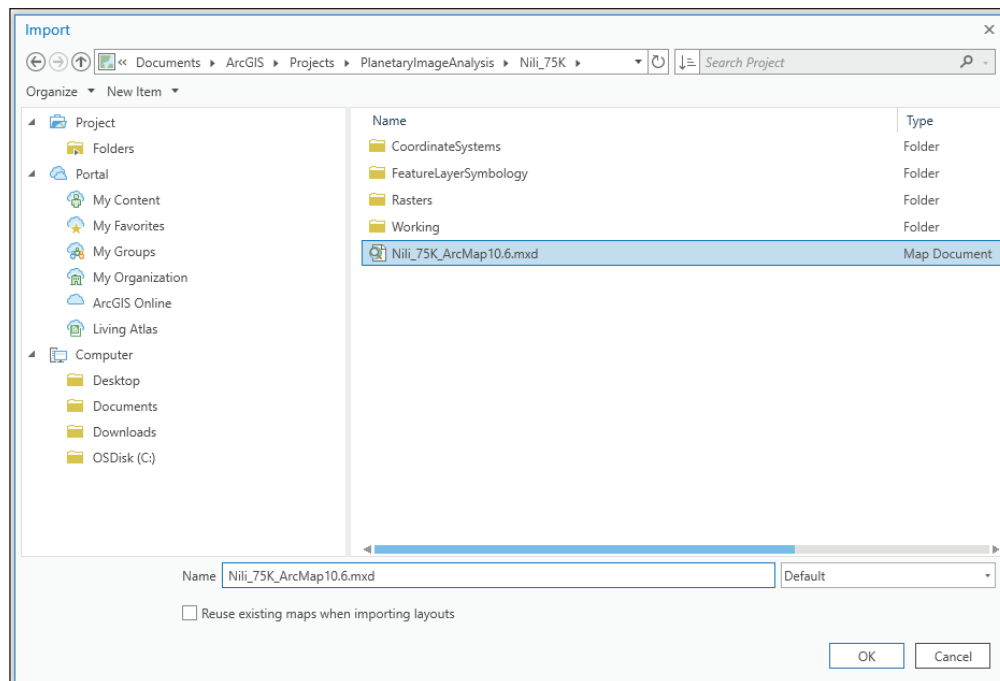 Import
« Documents ArcGIS Projects PlanetaryImageAnalysis Nili_75K Search Project
Organize New Item
Project
Folders
Portal
My Content
My Favorites
My Groups
My Organization
ArcGIS Online
Living Atlas
Computer
Desktop
Documents
Downloads
OSDisk (C:)
Name Type
CoordinateSystems Folder
FeatureLayerSymbology Folder
Rasters Folder
Working Folder
Nili_75K_ArcMap10.6.mxd Map Document
Name Nili_75K_ArcMap10.6.mxd Default
Reuse existing maps when importing layouts
OK Cancel